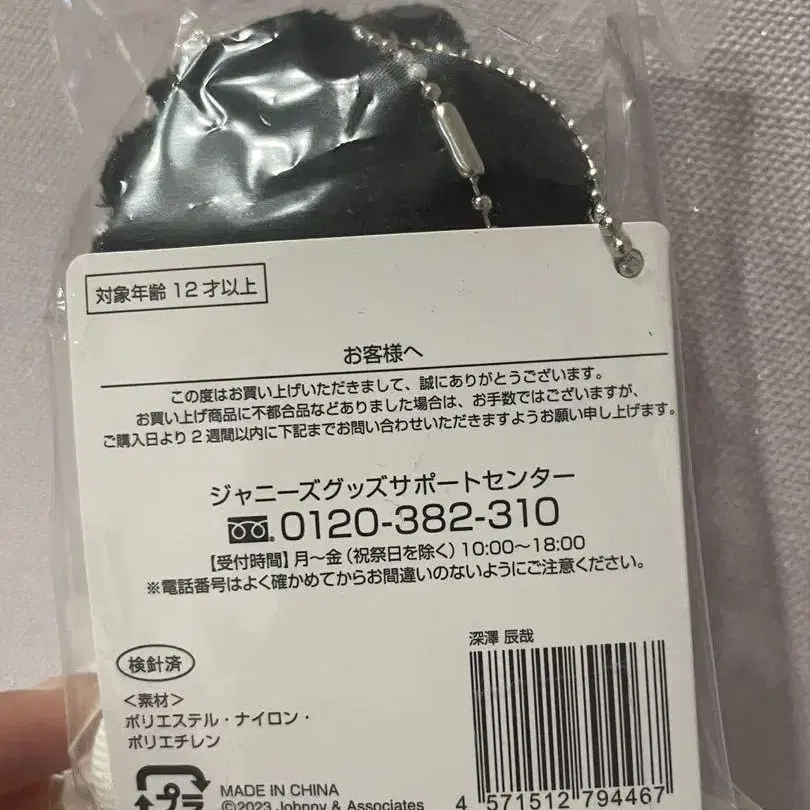 対象年齢 12 才以上
お客様へ
この度はお買い上げいただきまして、誠にありがとうございます。
お買い上げ商品に不都合品などありました場合は、お手数ではございますが、
ご購入日より 2 週間以内に下記までお問い合わせいただきますようお願い申し上げます。
ジャニーズグッズサポートセンター
0120-382-310
【受付時間】月~金（祝祭日を除く）10:00~18:00
※電話番号はよく確かめてからお間違いのないようにご注意ください。
深澤 辰哉
検針済
<素材>
ポリエステル・ナイロン・
ポリエチレン
プラ
MADE IN CHINA
©2023 Johnny & Associates
4 571512 794467